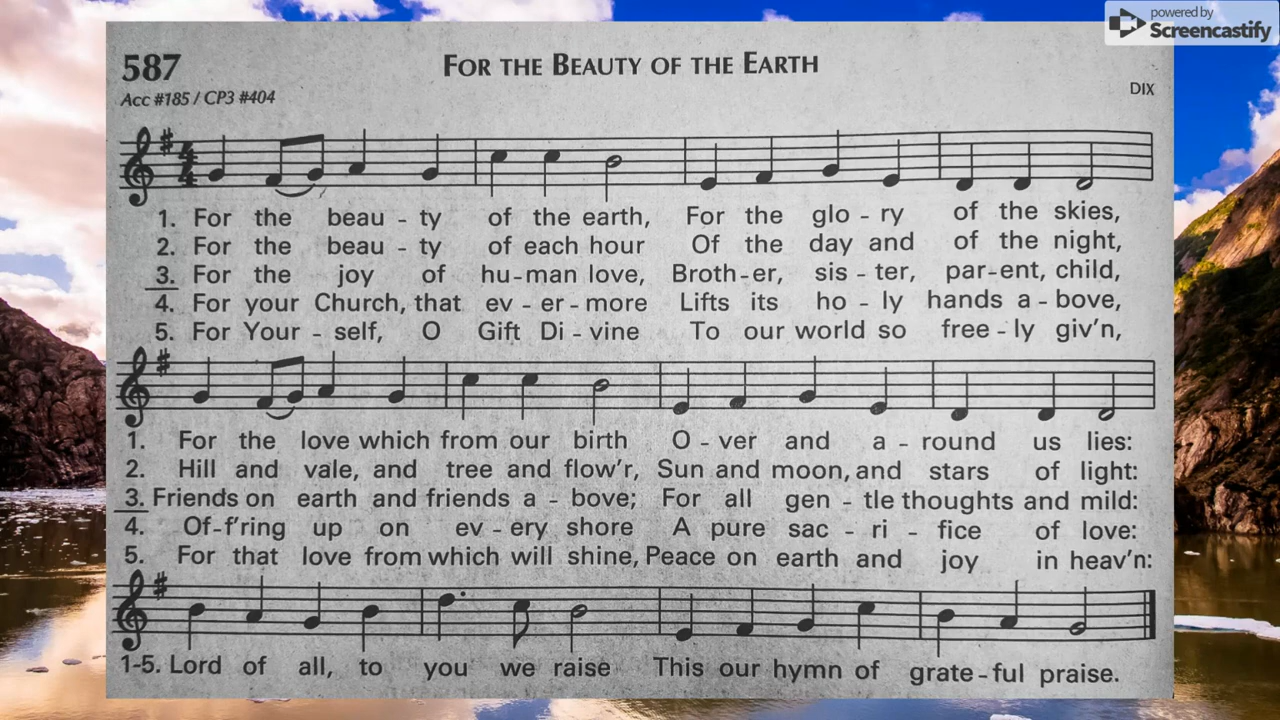 powered by
Screencastify
587
FOR THE BEAUTY OF THE EARTH
Acc #185 / CP3 #404
DIX
1. For the beau - ty of the earth, For the glo - ry of the skies,
2. For the beau - ty of each hour Of the day and of the night,
3. For the joy of hu-man love, Broth-er, sis - ter, par-ent, child,
4. For your Church, that ev - er - more Lifts its ho - ly hands a - bove,
5. For Your - self, O Gift Di - vine To our world so free - ly giv'n,
1. For the love which from our birth O - ver and a - round us lies:
2. Hill and vale, and tree and flow'r, Sun and moon, and stars of light:
3. Friends on earth and friends a - bove; For all gen - tle thoughts and mild:
4. Of-f'ring up on ev - ery shore A pure sac - ri - fice of love:
5. For that love from which will shine, Peace on earth and joy in heav'n:
1-5. Lord of all, to you we raise This our hymn of grate - ful praise.